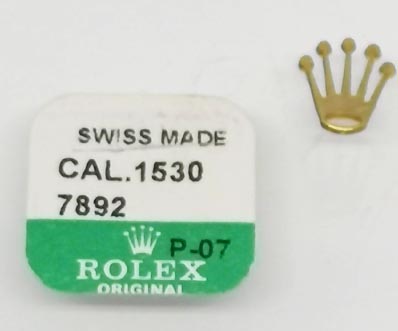 SWISS MADE
CAL.1530
7892
P-07
ROLEX
ORIGINAL